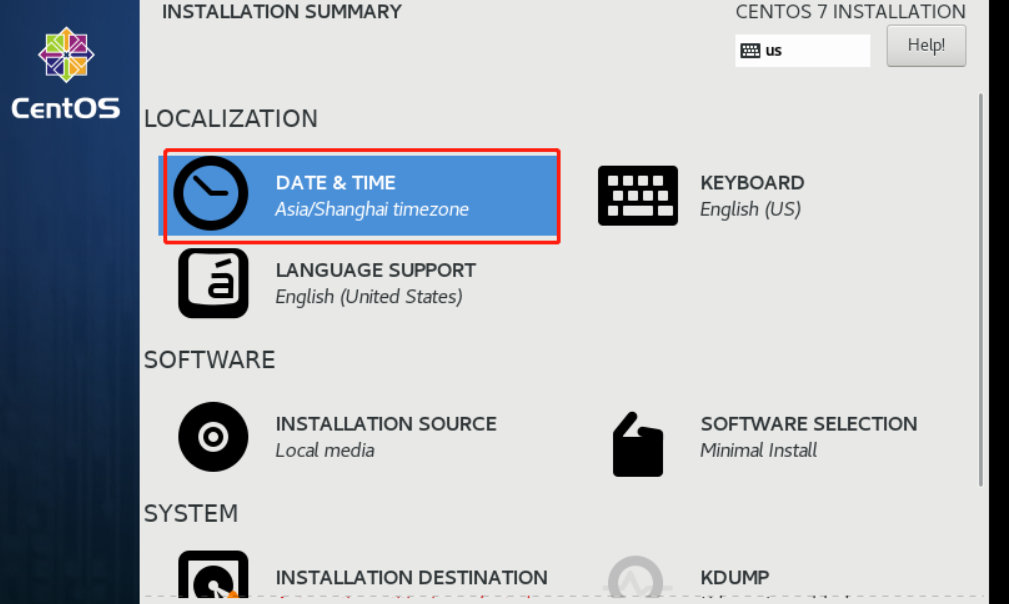 INSTALLATION SUMMARY
CENTOS 7 INSTALLATION
us
Help!
CentOS
LOCALIZATION
DATE & TIME
Asia/Shanghai timezone
KEYBOARD
English (US)
á
LANGUAGE SUPPORT
English (United States)
SOFTWARE
INSTALLATION SOURCE
Local media
SOFTWARE SELECTION
Minimal Install
SYSTEM
INSTALLATION DESTINATION
KDUMP